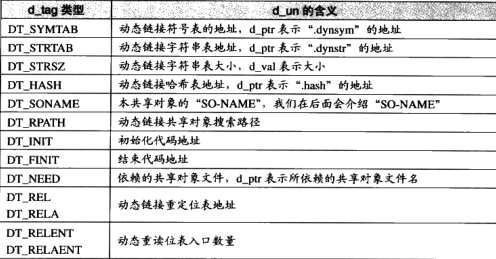 d_tag 类型 d_un 的含义
DT_SYMTAB 动态链接符号表的地址，d_ptr 表示“.dynsym”的地址
DT_STRTAB 动态链接字符串表地址，d_ptr 表示“.dynstr”的地址
DT_STRSZ 动态链接字符串表大小，d_val 表示大小
DT_HASH 动态链接哈希表地址，d_ptr 表示“.hash”的地址
DT_SONAME 本共享对象的“SO-NAME”，我们在后面会介绍“SO-NAME”
DT_RPATH 动态链接共享对象搜索路径
DT_INIT 初始化代码地址
DT_FINIT 结束代码地址
DT_NEED 依赖的共享对象文件，d_ptr 表示所依赖的共享对象文件名
DT_REL
DT_RELA
动态链接重定位表地址
DT_RELENT
DT_RELAENT
动态重读位表入口数量